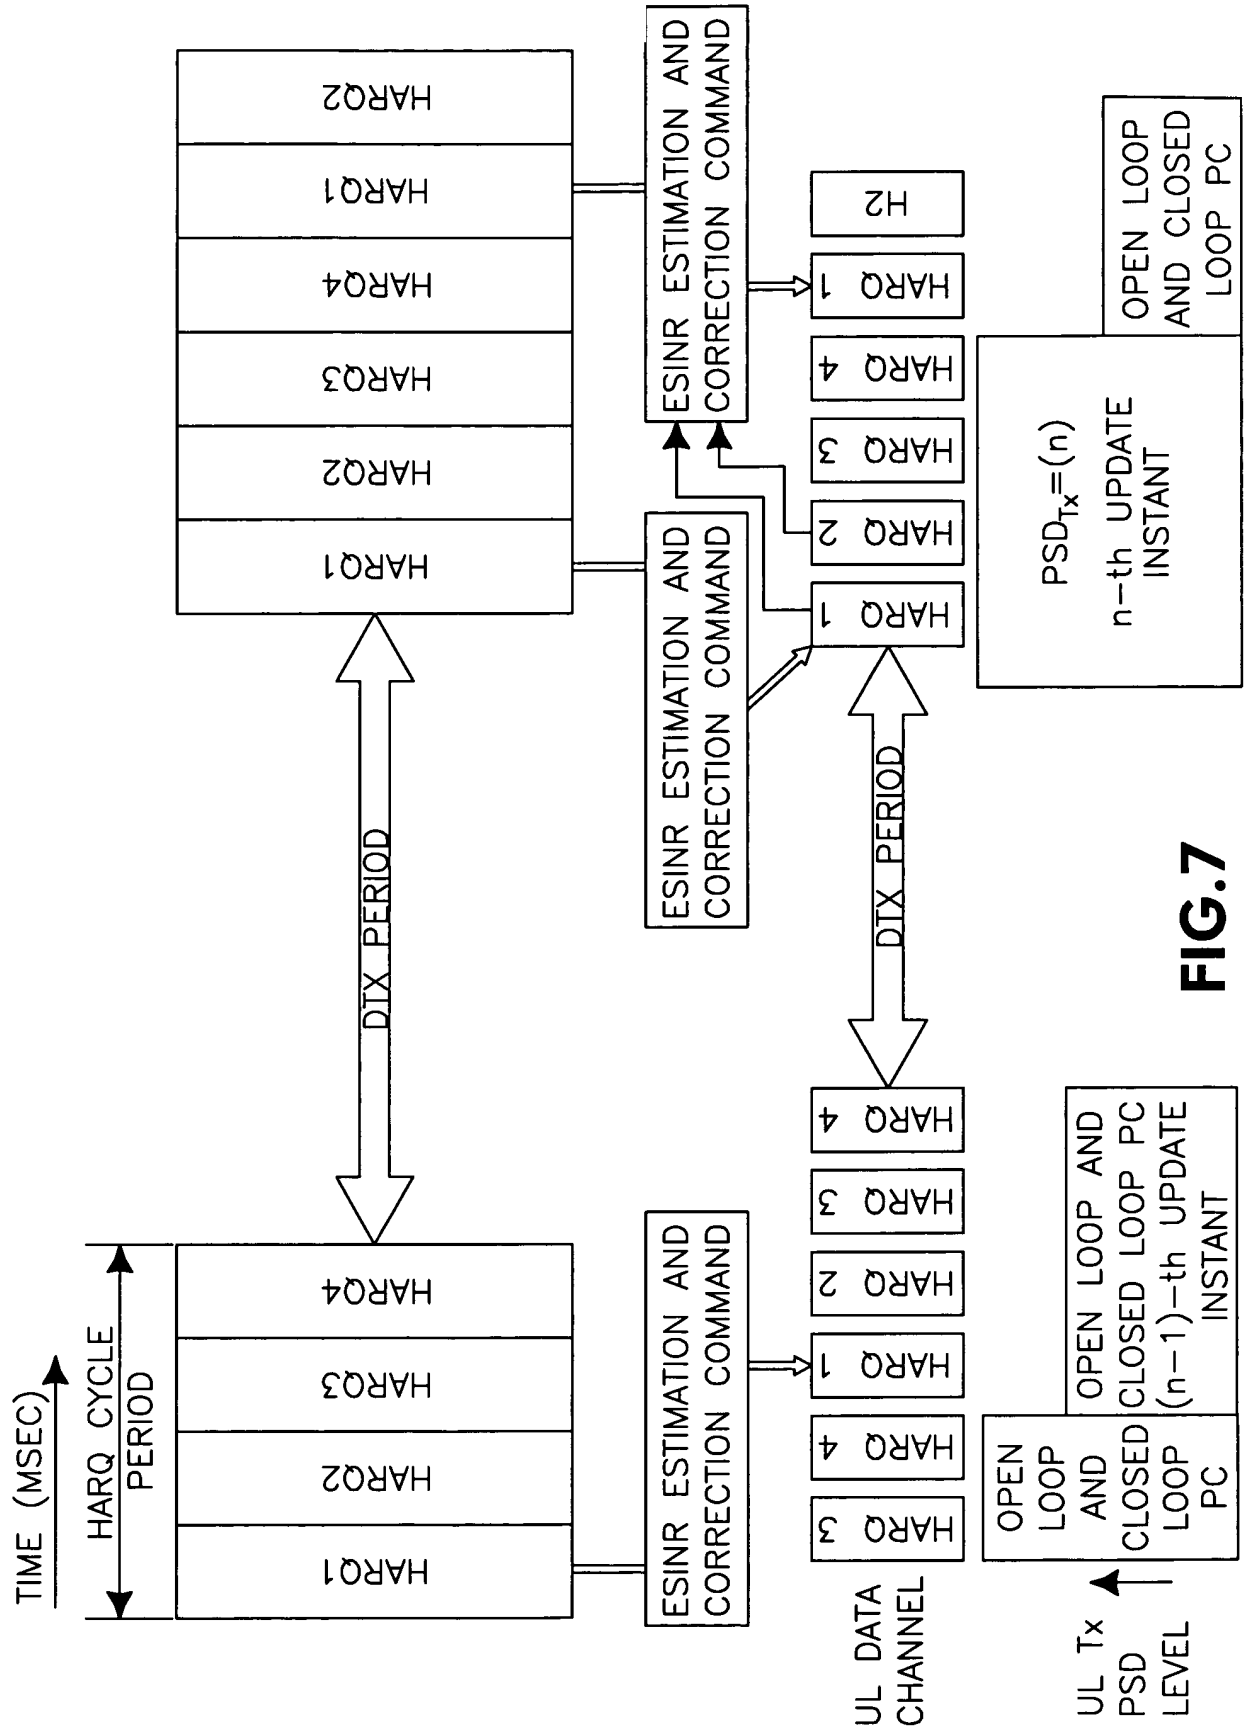 TIME (MSEC)
HARQ CYCLE
PERIOD
HARQ1
HARQ2
HARQ3
HARQ4
DTX PERIOD
HARQ1
HARQ2
HARQ3
HARQ4
HARQ1
HARQ2
ESINR ESTIMATION AND
CORRECTION COMMAND
ESINR ESTIMATION AND
CORRECTION COMMAND
ESINR ESTIMATION AND
CORRECTION COMMAND
UL DATA
CHANNEL
HARQ 3
HARQ 4
HARQ 1
HARQ 2
HARQ 3
HARQ 4
DTX PERIOD
HARQ 1
HARQ 2
HARQ 3
HARQ 4
HARQ 1
H2
UL Tx
PSD
LEVEL
OPEN
LOOP
AND
CLOSED
LOOP
PC
OPEN LOOP AND
CLOSED LOOP PC
(n-1)-th UPDATE
INSTANT
PSDTx=(n)
n-th UPDATE
INSTANT
OPEN LOOP
AND CLOSED
LOOP PC
FIG.7